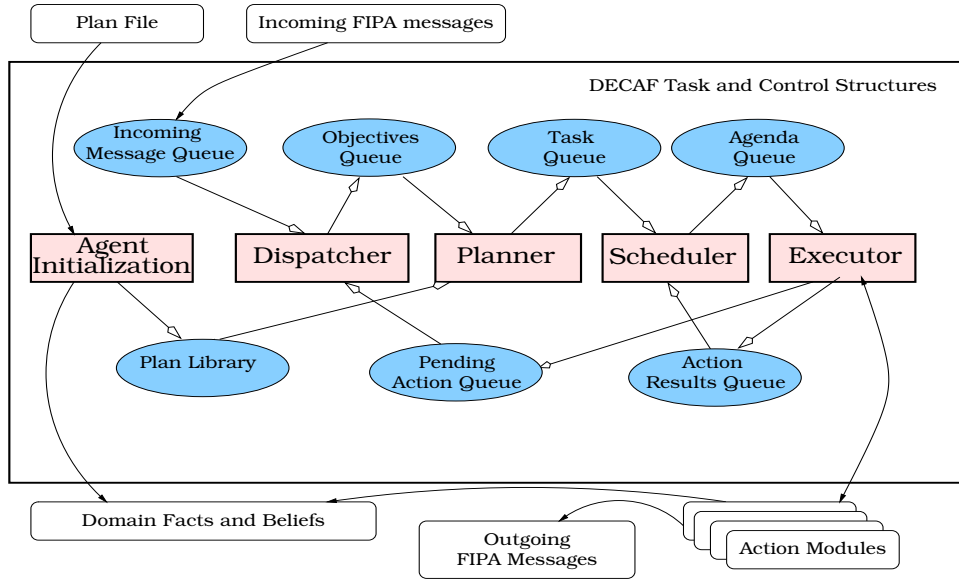 Plan File
Incoming FIPA messages
DECAF Task and Control Structures
Incoming
Message Queue
Objectives
Queue
Task
Queue
Agenda
Queue
Agent
Initialization
Dispatcher
Planner
Scheduler
Executor
Plan Library
Pending
Action Queue
Action
Results Queue
Domain Facts and Beliefs
Outgoing
FIPA Messages
Action Modules